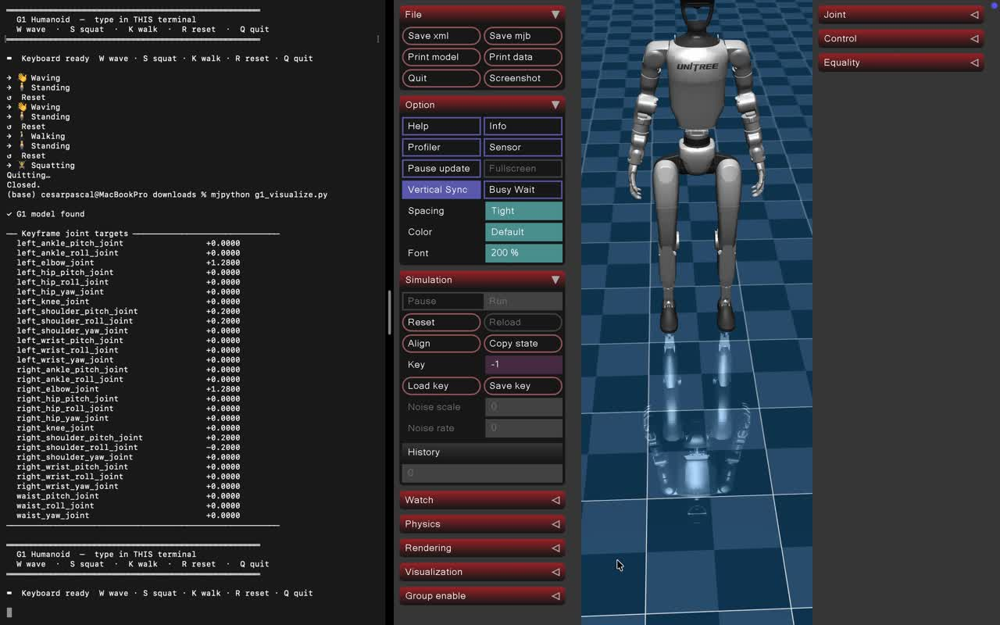 G1 Humanoid — type in THIS terminal
W wave · S squat · K walk · R reset · Q quit
Keyboard ready W wave · S squat · K walk · R reset · Q quit
→ 👋 Waving
→ 🧍 Standing
↺ Reset
→ 👋 Waving
→ 🧍 Standing
↺ Reset
→ 🚶 Walking
→ 🧍 Standing
↺ Reset
→ 🏋 Squatting
Quitting…
Closed.
(base) cesarpascal@MacBookPro downloads % mjpython g1_visualize.py
✓ G1 model found
── Keyframe joint targets ──
left_ankle_pitch_joint +0.0000
left_ankle_roll_joint +0.0000
left_elbow_joint +1.2800
left_hip_pitch_joint +0.0000
left_hip_roll_joint +0.0000
left_hip_yaw_joint +0.0000
left_knee_joint +0.0000
left_shoulder_pitch_joint +0.2000
left_shoulder_roll_joint +0.2000
left_shoulder_yaw_joint +0.0000
left_wrist_pitch_joint +0.0000
left_wrist_roll_joint +0.0000
left_wrist_yaw_joint +0.0000
right_ankle_pitch_joint +0.0000
right_ankle_roll_joint +0.0000
right_elbow_joint +1.2800
right_hip_pitch_joint +0.0000
right_hip_roll_joint +0.0000
right_hip_yaw_joint +0.0000
right_knee_joint +0.0000
right_shoulder_pitch_joint +0.2000
right_shoulder_roll_joint -0.2000
right_shoulder_yaw_joint +0.0000
right_wrist_pitch_joint +0.0000
right_wrist_roll_joint +0.0000
right_wrist_yaw_joint +0.0000
waist_pitch_joint +0.0000
waist_roll_joint +0.0000
waist_yaw_joint +0.0000
G1 Humanoid — type in THIS terminal
W wave · S squat · K walk · R reset · Q quit
Keyboard ready W wave · S squat · K walk · R reset · Q quit
File
Save xml Save mjb
Print model Print data
Quit Screenshot
Option
Help Info
Profiler Sensor
Pause update Fullscreen
Vertical Sync Busy Wait
Spacing Tight
Color Default
Font 200 %
Simulation
Pause Run
Reset Reload
Align Copy state
Key -1
Load key Save key
Noise scale 0
Noise rate 0
History
0
Watch
Physics
Rendering
Visualization
Group enable
UNITREE
Joint
Control
Equality